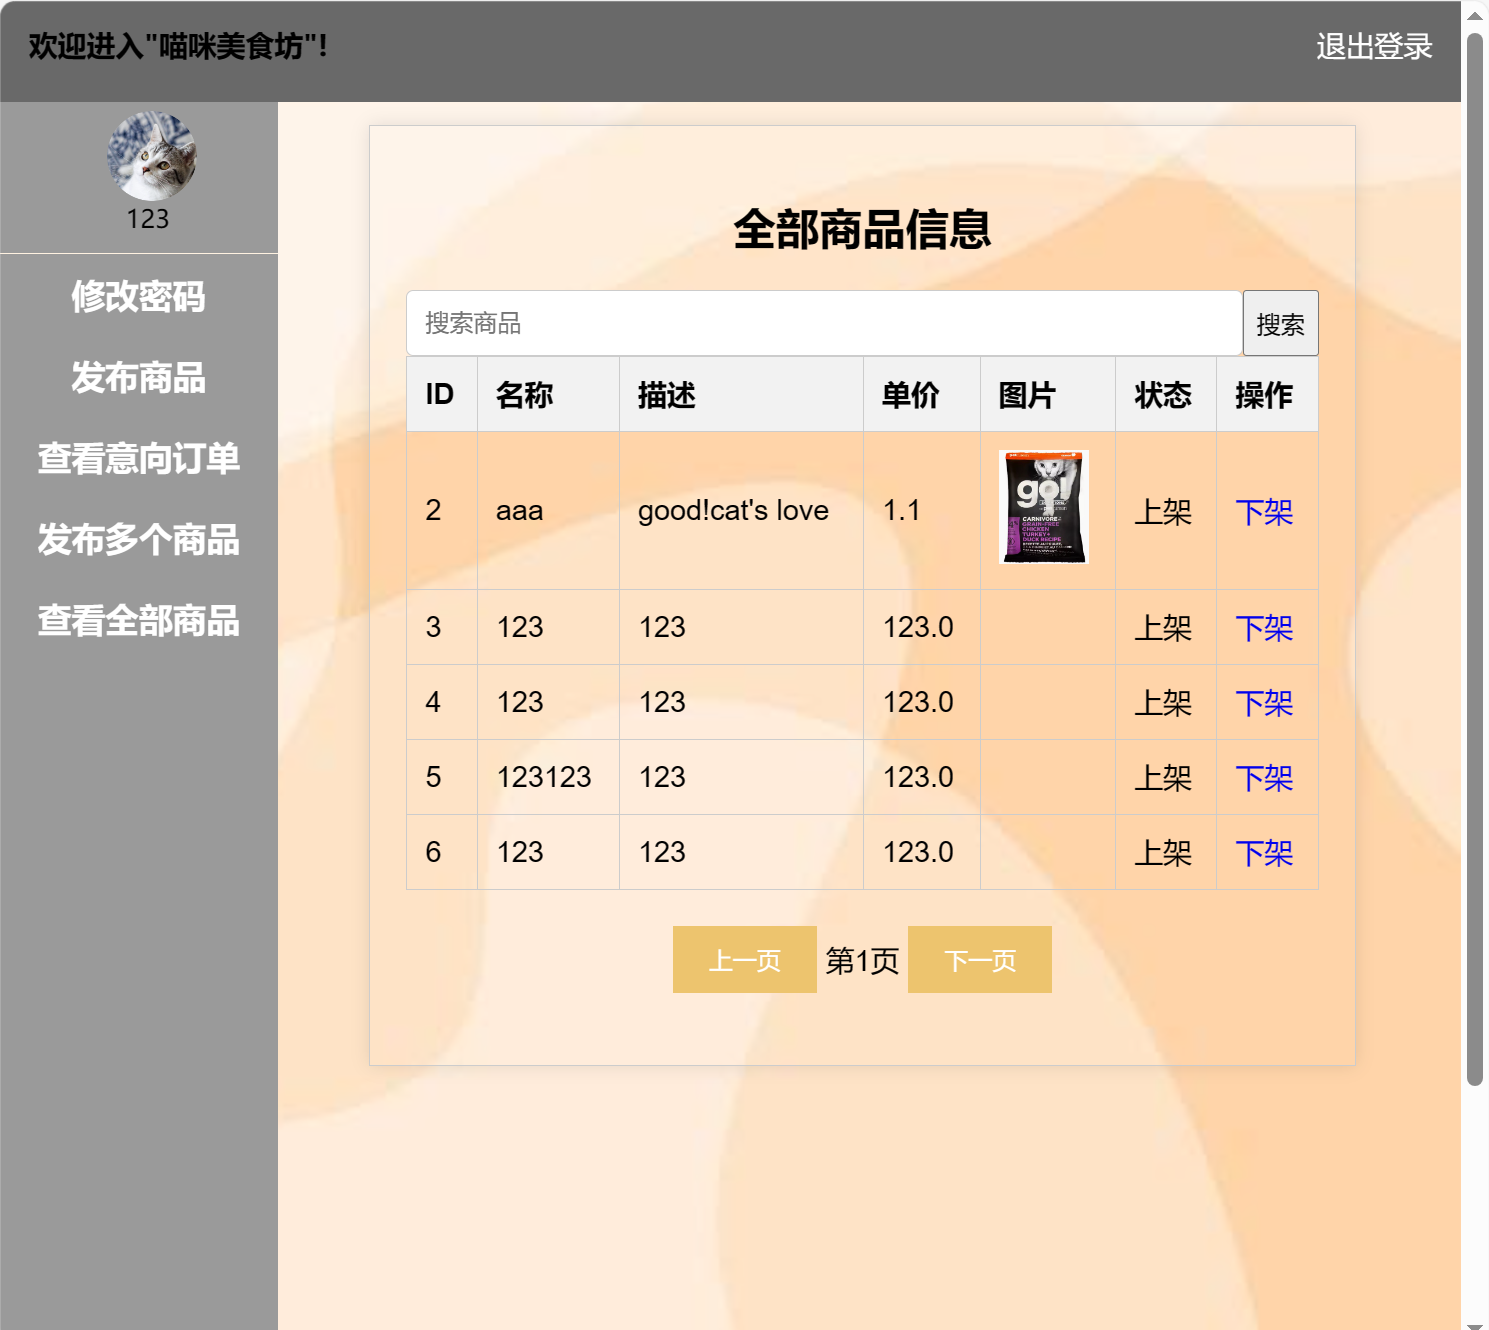 欢迎进入"喵咪美食坊"!
退出登录
123
修改密码
发布商品
查看意向订单
发布多个商品
查看全部商品
全部商品信息
搜索商品 搜索
ID 名称 描述 单价 图片 状态 操作
2 aaa good!cat's love 1.1 上架 下架
go!
CARNIVORE
GRAIN-FREE
CHICKEN
TURKEY+
DUCK RECIPE
3 123 123 123.0 上架 下架
4 123 123 123.0 上架 下架
5 123123 123 123.0 上架 下架
6 123 123 123.0 上架 下架
上一页 第1页 下一页